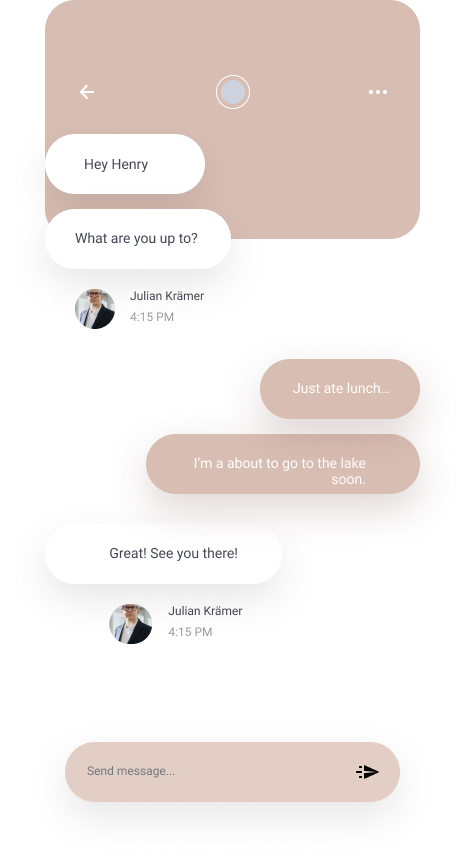 Hey Henry
What are you up to?
Julian Krämer
4:15 PM
Just ate lunch...
I'm a about to go to the lake
soon.
Great! See you there!
Julian Krämer
4:15 PM
Send message...